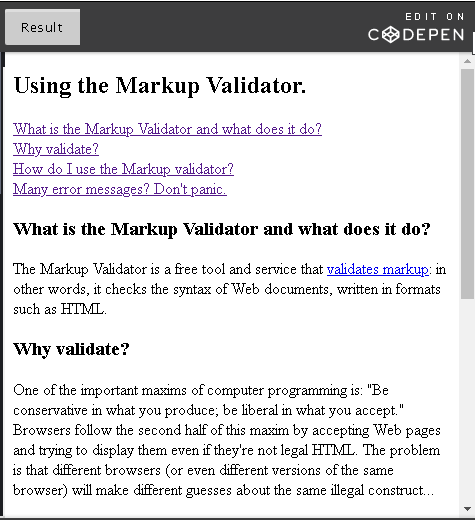 Result
EDIT ON
CODEPEN
Using the Markup Validator.
What is the Markup Validator and what does it do?
Why validate?
How do I use the Markup validator?
Many error messages? Don't panic.
What is the Markup Validator and what does it do?
The Markup Validator is a free tool and service that validates markup: in
other words, it checks the syntax of Web documents, written in formats
such as HTML.
Why validate?
One of the important maxims of computer programming is: "Be
conservative in what you produce; be liberal in what you accept."
Browsers follow the second half of this maxim by accepting Web pages
and trying to display them even if they're not legal HTML. The problem
is that different browsers (or even different versions of the same
browser) will make different guesses about the same illegal construct...